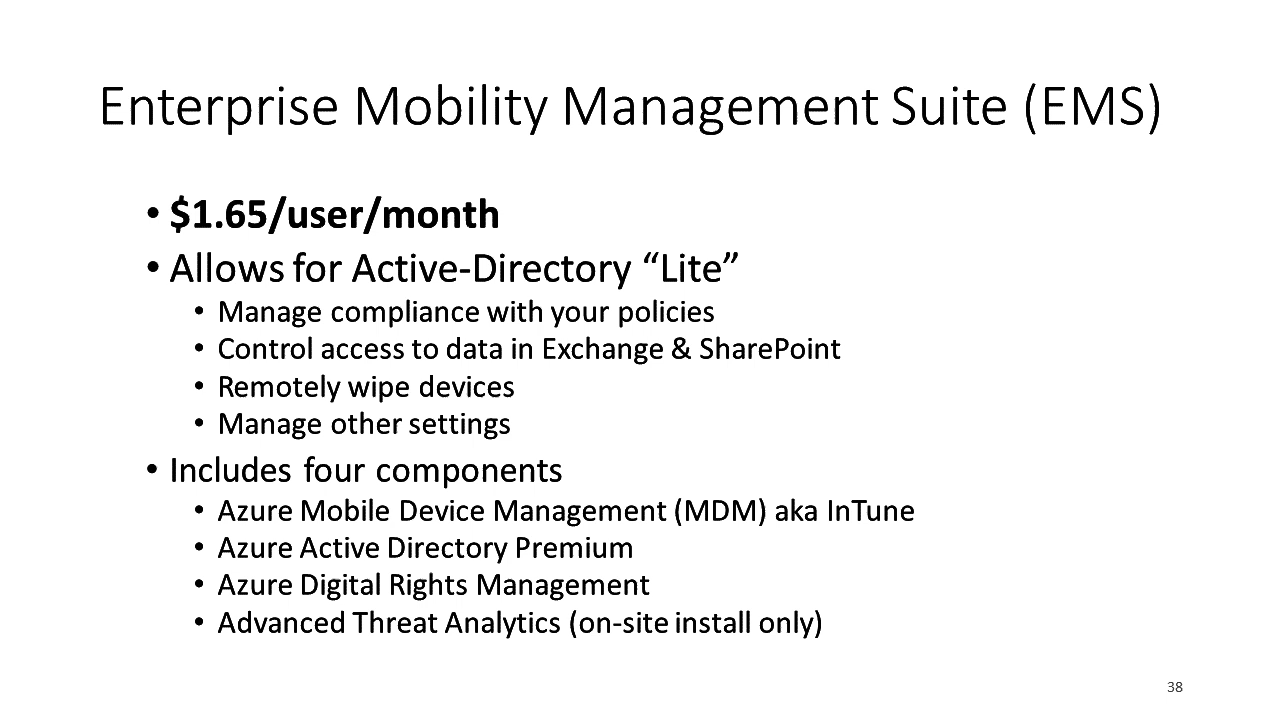 Enterprise Mobility Management Suite (EMS)
• $1.65/user/month
• Allows for Active-Directory “Lite”
• Manage compliance with your policies
• Control access to data in Exchange & SharePoint
• Remotely wipe devices
• Manage other settings
• Includes four components
• Azure Mobile Device Management (MDM) aka InTune
• Azure Active Directory Premium
• Azure Digital Rights Management
• Advanced Threat Analytics (on-site install only)
38